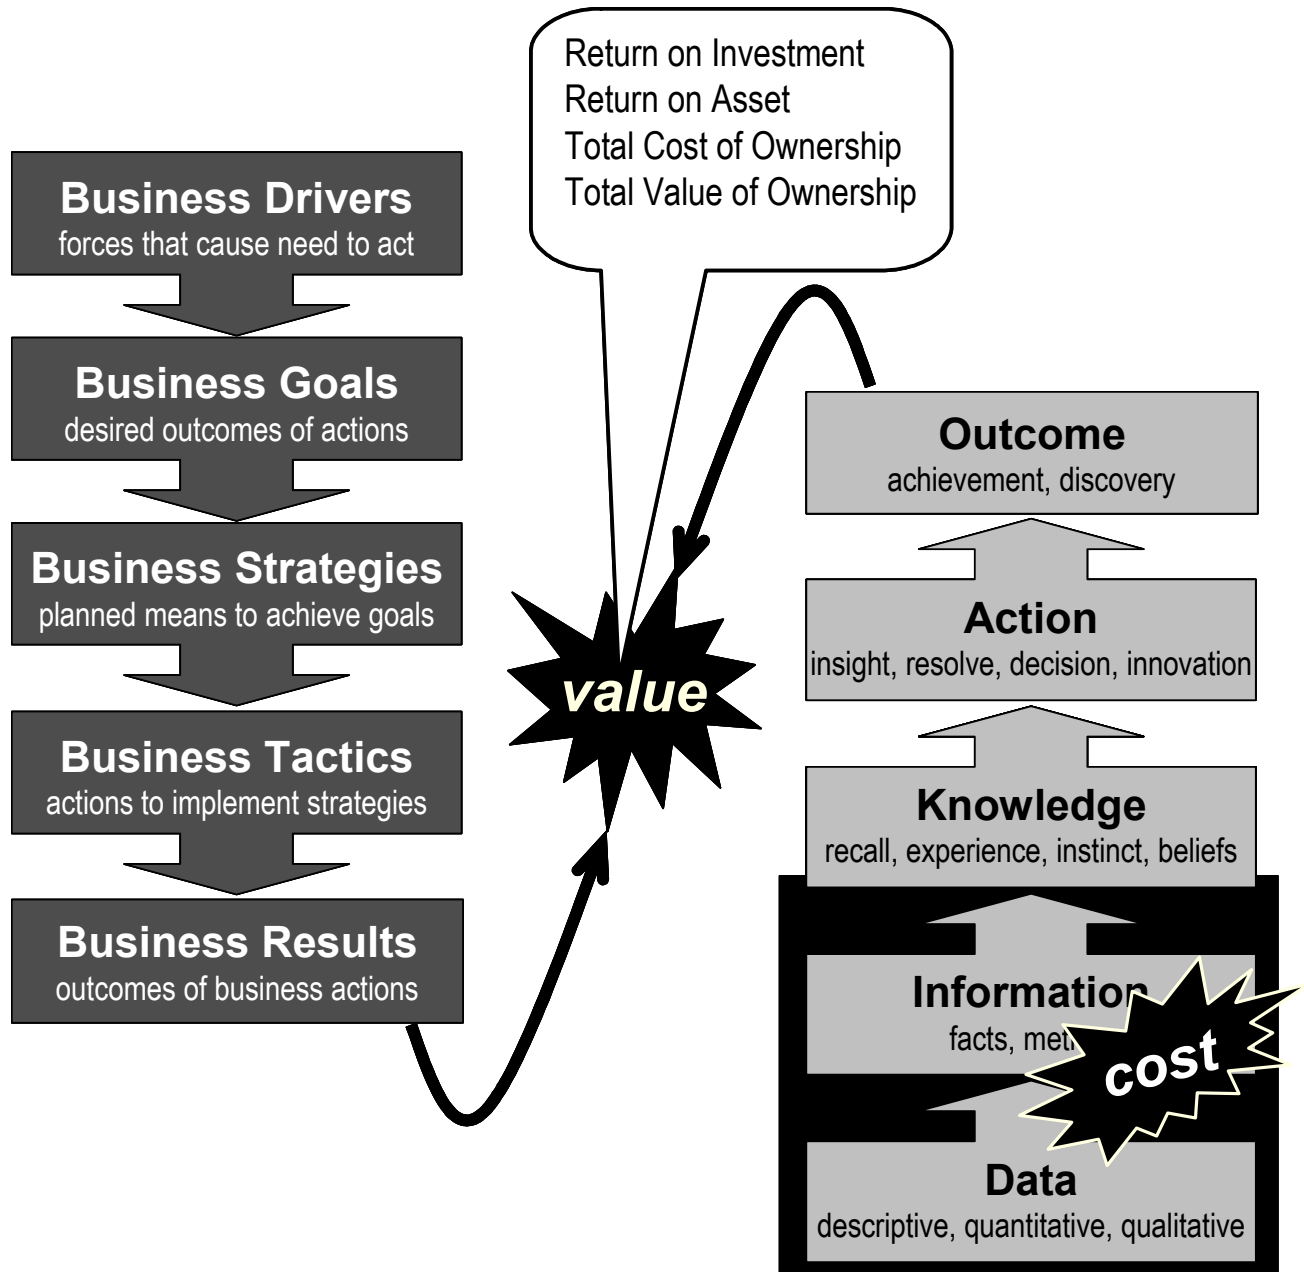 Return on Investment
Return on Asset
Total Cost of Ownership
Total Value of Ownership
Business Drivers
forces that cause need to act
Business Goals
desired outcomes of actions
Business Strategies
planned means to achieve goals
Business Tactics
actions to implement strategies
Business Results
outcomes of business actions
value
Outcome
achievement, discovery
Action
insight, resolve, decision, innovation
Knowledge
recall, experience, instinct, beliefs
Information
facts,
cost
Data
descriptive, quantitative, qualitative